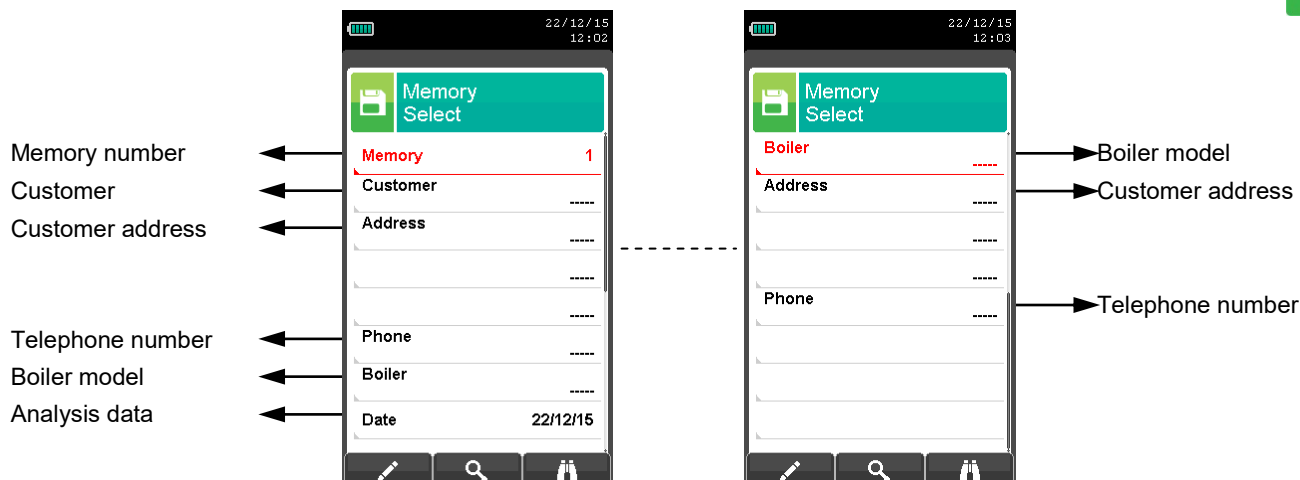 22/12/15
12:02
Memory
Select
Memory 1
Customer
-----
Address
-----
-----
-----
Phone
-----
Boiler
-----
Date 22/12/15
Memory number
Customer
Customer address
Telephone number
Boiler model
Analysis data
22/12/15
12:03
Memory
Select
Boiler
-----
Address
-----
-----
-----
Phone
-----
Boiler model
Customer address
Telephone number